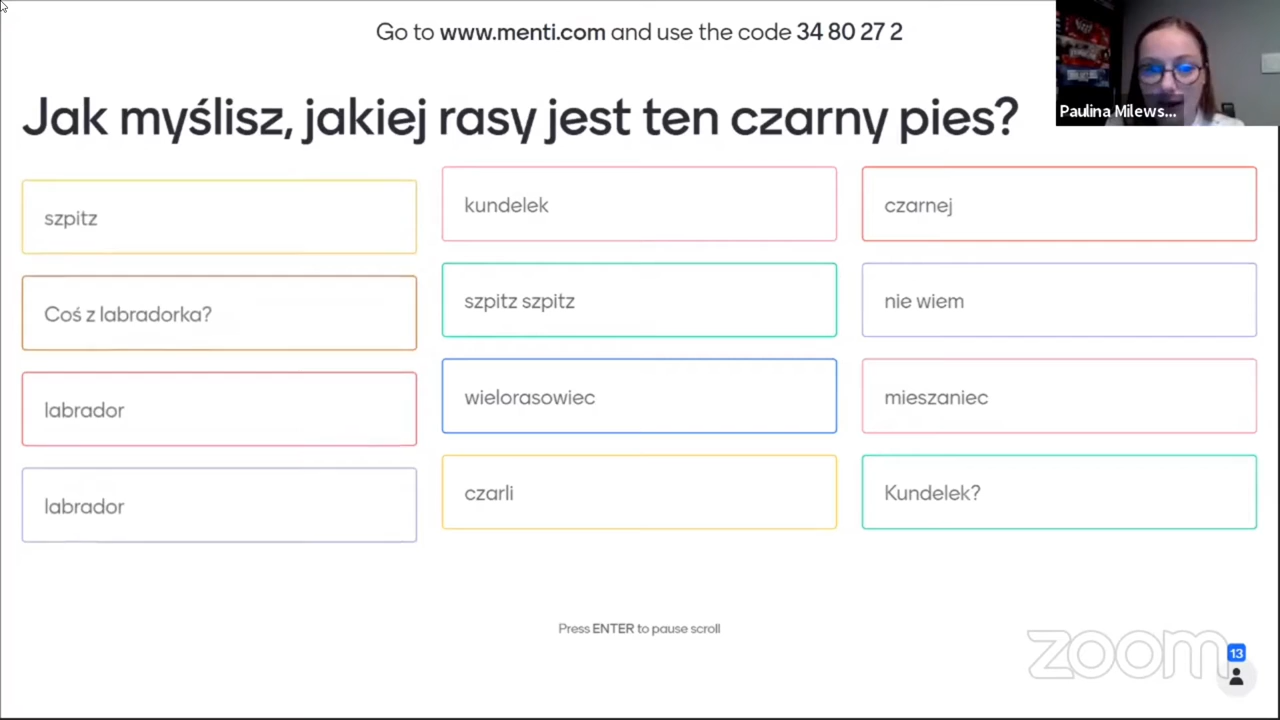 Go to www.menti.com and use the code 34 80 27 2
Paulina Milews...
Jak myślisz, jakiej rasy jest ten czarny pies?
szpitz
Coś z labradorka?
labrador
labrador
kundelek
szpitz szpitz
wielorasowiec
czarli
czarnej
nie wiem
mieszaniec
Kundelek?
Press ENTER to pause scroll
zoom
13